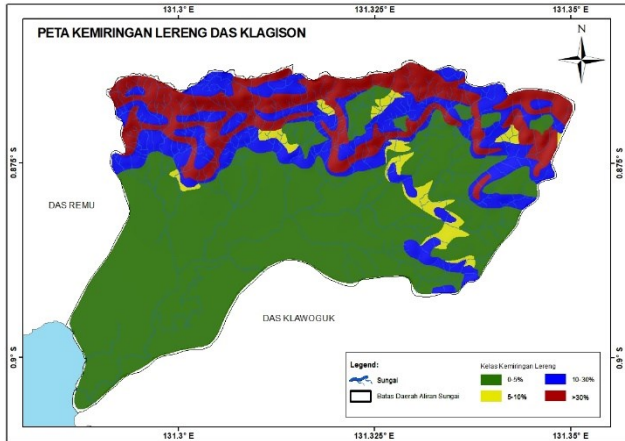 131.3° E 131.325° E 131.35° E
PETA KEMIRINGAN LERENG DAS KLAGISON
N
0.875° S 0.875° S
DAS REMU
DAS KLAWOGUK
0.9° S 0.9° S
Legend:
Sungai
Batas Daerah Aliran Sungai
Kelas Kemiringan Lereng
0-5% 10-30%
5-10% >30%
131.3° E 131.325° E 131.35° E